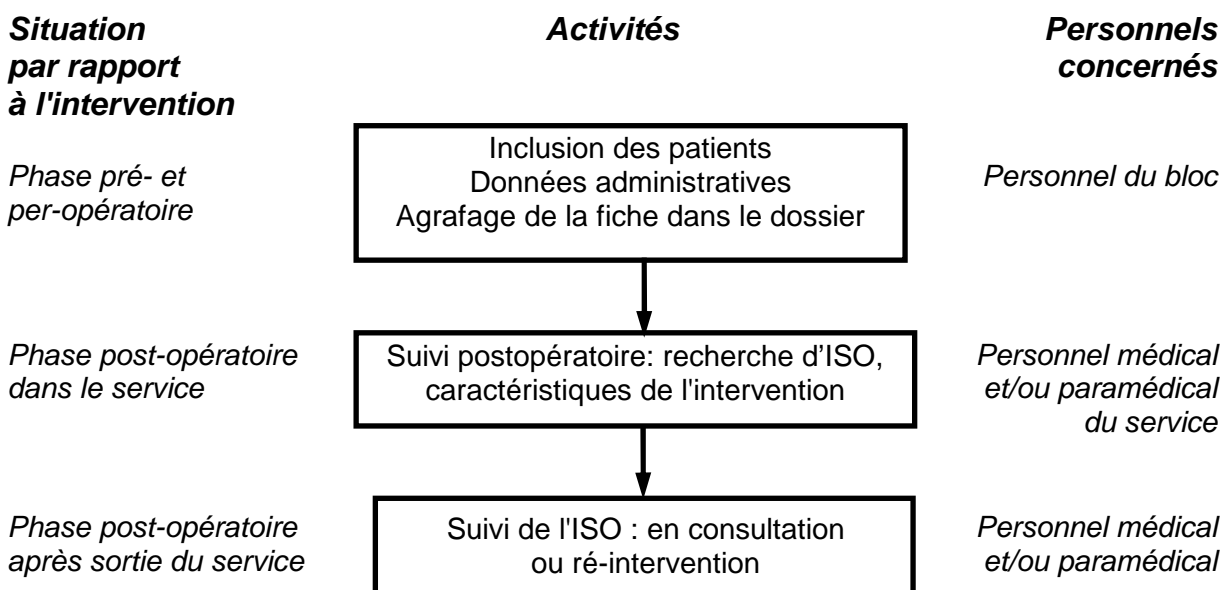 Situation
par rapport
à l'intervention
Activités
Personnels
concernés
Phase pré- et
per-opératoire
Inclusion des patients
Données administratives
Agrafage de la fiche dans le dossier
Personnel du bloc
Phase post-opératoire
dans le service
Suivi postopératoire: recherche d’ISO,
caractéristiques de l'intervention
Personnel médical
et/ou paramédical
du service
Phase post-opératoire
après sortie du service
Suivi de l'ISO : en consultation
ou ré-intervention
Personnel médical
et/ou paramédical